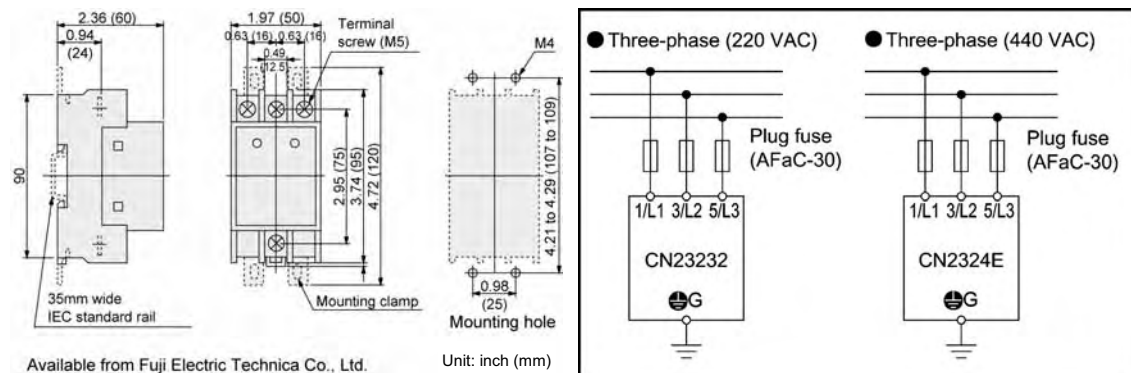 2.36 (60)
0.94
(24)
90
35mm wide
IEC standard rail
1.97 (50)
0.63 (16) 0.63 (16)
0.49
(12.5)
Terminal
screw (M5)
2.95 (75)
3.74 (95)
4.72 (120)
Mounting clamp
M4
4.21 to 4.29 (107 to 109)
0.98
(25)
Mounting hole
Available from Fuji Electric Technica Co., Ltd.
Unit: inch (mm)
● Three-phase (220 VAC)
Plug fuse
(AFaC-30)
1/L1 3/L2 5/L3
CN23232
G
● Three-phase (440 VAC)
Plug fuse
(AFaC-30)
1/L1 3/L2 5/L3
CN2324E
G